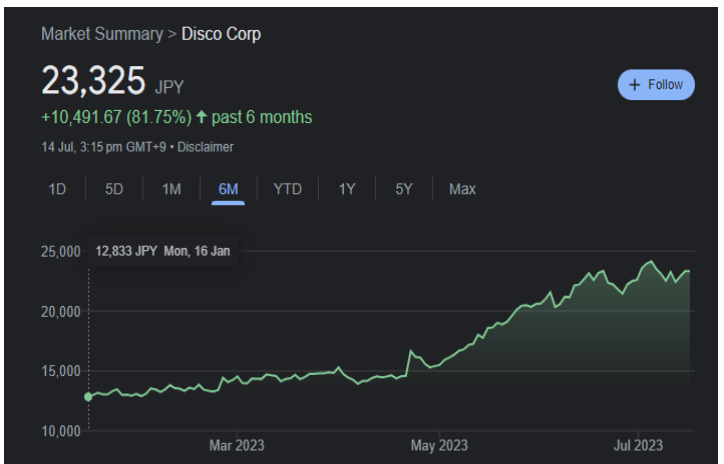 Market Summary > Disco Corp
23,325 JPY
+ Follow
+10,491.67 (81.75%) ↑ past 6 months
14 Jul, 3:15 pm GMT+9 • Disclaimer
1D 5D 1M 6M YTD 1Y 5Y Max
25,000 12,833 JPY Mon, 16 Jan
20,000
15,000
10,000
Mar 2023 May 2023 Jul 2023